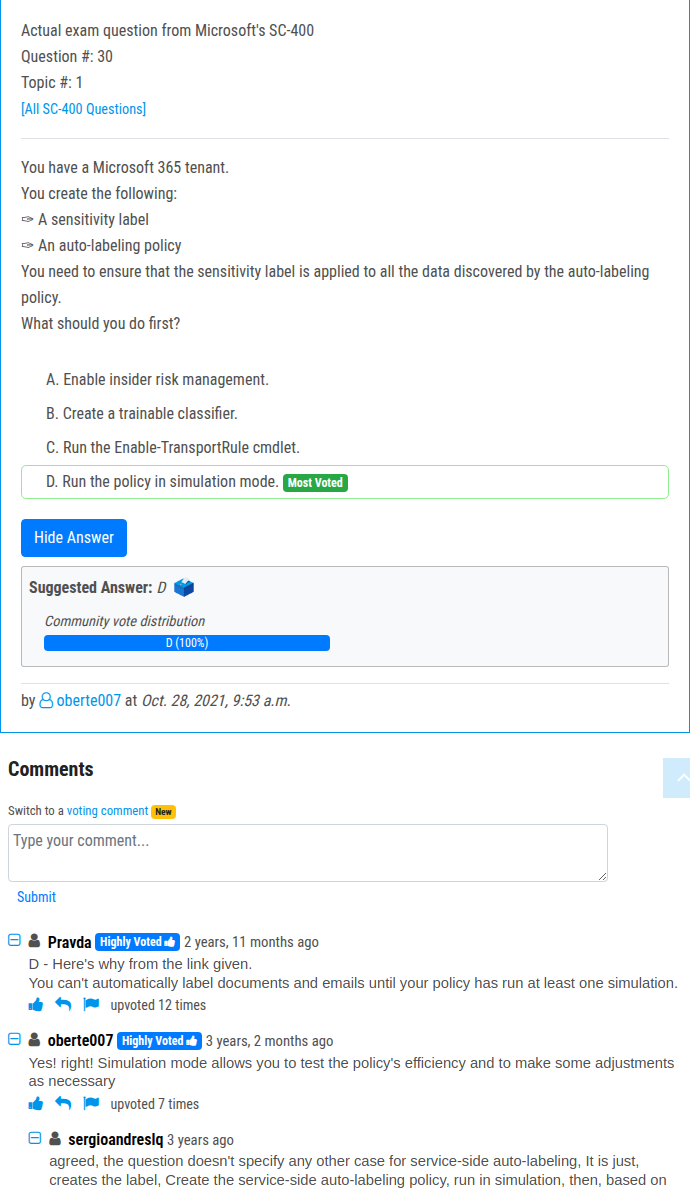 Actual exam question from Microsoft's SC-400
Question #: 30
Topic #: 1
[All SC-400 Questions]
You have a Microsoft 365 tenant.
You create the following:
✑ A sensitivity label
✑ An auto-labeling policy
You need to ensure that the sensitivity label is applied to all the data discovered by the auto-labeling
policy.
What should you do first?
A. Enable insider risk management.
B. Create a trainable classifier.
C. Run the Enable-TransportRule cmdlet.
D. Run the policy in simulation mode. Most Voted
Hide Answer
Suggested Answer: D
Community vote distribution
D (100%)
by oberte007 at Oct. 28, 2021, 9:53 a.m.
Comments
Switch to a voting comment New
Type your comment...
Submit
Pravda Highly Voted 2 years, 11 months ago
D - Here's why from the link given.
You can't automatically label documents and emails until your policy has run at least one simulation.
upvoted 12 times
oberte007 Highly Voted 3 years, 2 months ago
Yes! right! Simulation mode allows you to test the policy's efficiency and to make some adjustments
as necessary
upvoted 7 times
sergioandreslq 3 years ago
agreed, the question doesn't specify any other case for service-side auto-labeling, It is just,
creates the label, Create the service-side auto-labeling policy, run in simulation, then, based on